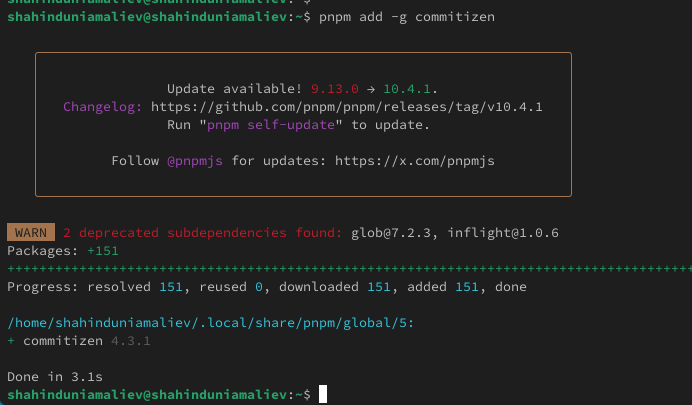 shahinduniamaliev@shahinduniamaliev:~$
shahinduniamaliev@shahinduniamaliev:~$ pnpm add -g commitizen
Update available! 9.13.0 → 10.4.1.
Changelog: https://github.com/pnpm/pnpm/releases/tag/v10.4.1
Run "pnpm self-update" to update.
Follow @pnpmjs for updates: https://x.com/pnpmjs
WARN 2 deprecated subdependencies found: glob@7.2.3, inflight@1.0.6
Packages: +151
++++++++++++++++++++++++++++++++++++++++++++++++++++++++++++++++++++++++++++++++++++++
Progress: resolved 151, reused 0, downloaded 151, added 151, done
/home/shahinduniamaliev/.local/share/pnpm/global/5:
+ commitizen 4.3.1
Done in 3.1s
shahinduniamaliev@shahinduniamaliev:~$